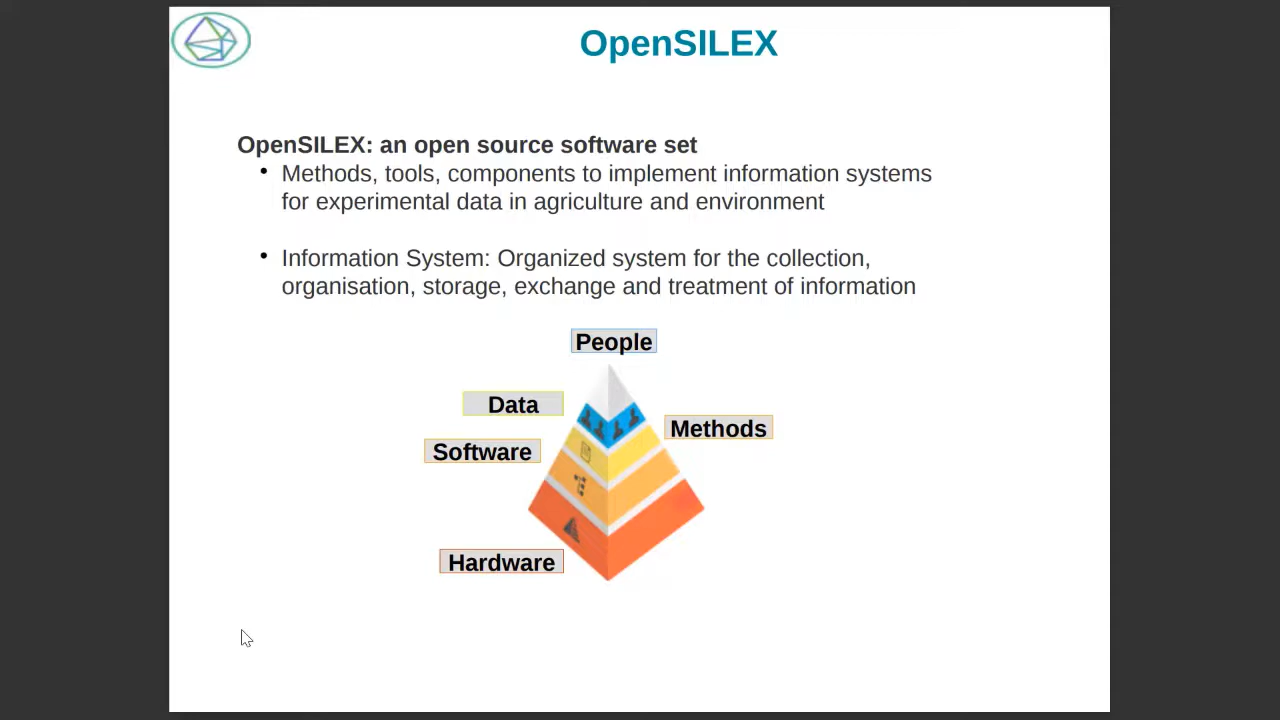 OpenSILEX
OpenSILEX: an open source software set
• Methods, tools, components to implement information systems
for experimental data in agriculture and environment
• Information System: Organized system for the collection,
organisation, storage, exchange and treatment of information
People
Data
Methods
Software
Hardware